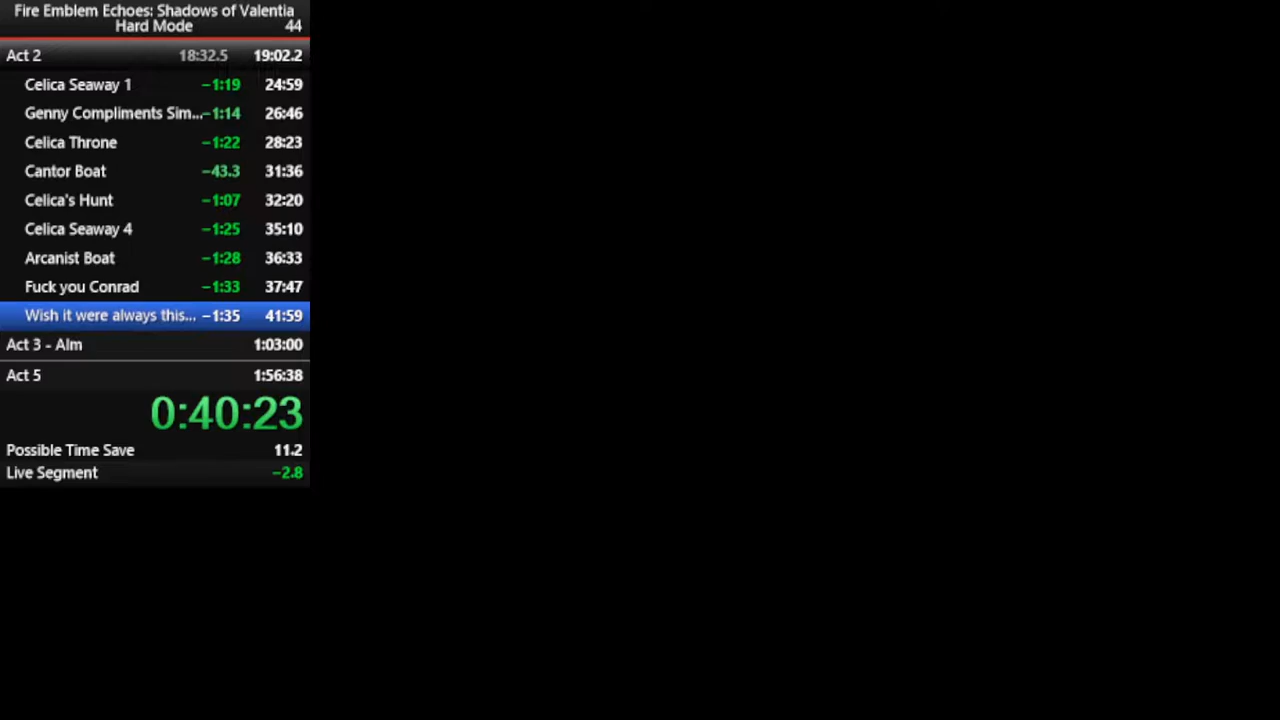 Fire Emblem Echoes: Shadows of Valentia
Hard Mode 44
Act 2 18:32.5 19:02.2
Celica Seaway 1 −1:19 24:59
Genny Compliments Sim... −1:14 26:46
Celica Throne −1:22 28:23
Cantor Boat −43.3 31:36
Celica's Hunt −1:07 32:20
Celica Seaway 4 −1:25 35:10
Arcanist Boat −1:28 36:33
Fuck you Conrad −1:33 37:47
Wish it were always this... −1:35 41:59
Act 3 - Alm 1:03:00
Act 5 1:56:38
0:40:23
Possible Time Save 11.2
Live Segment −2.8